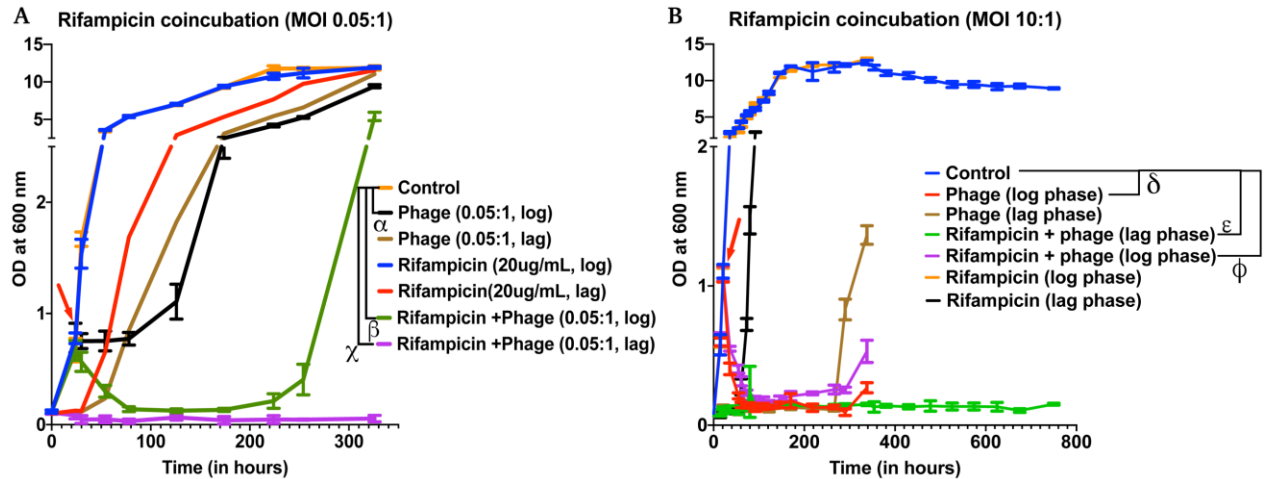 A Rifampicin coincubation (MOI 0.05:1)
15
10
5
2
1
0
OD at 600 nm
0 100 200 300
Time (in hours)
Control
Phage (0.05:1, log)
Phage (0.05:1, lag)
Rifampicin (20ug/mL, log)
Rifampicin(20ug/mL, lag)
Rifampicin +Phage (0.05:1, log)
Rifampicin +Phage (0.05:1, lag)
α
β
χ
B Rifampicin coincubation (MOI 10:1)
15
10
5
2
1
0
OD at 600 nm
0 200 400 600 800
Time (in hours)
Control
Phage (log phase)
Phage (lag phase)
Rifampicin + phage (lag phase)
Rifampicin + phage (log phase)
Rifampicin (log phase)
Rifampicin (lag phase)
δ
ε
ϕ